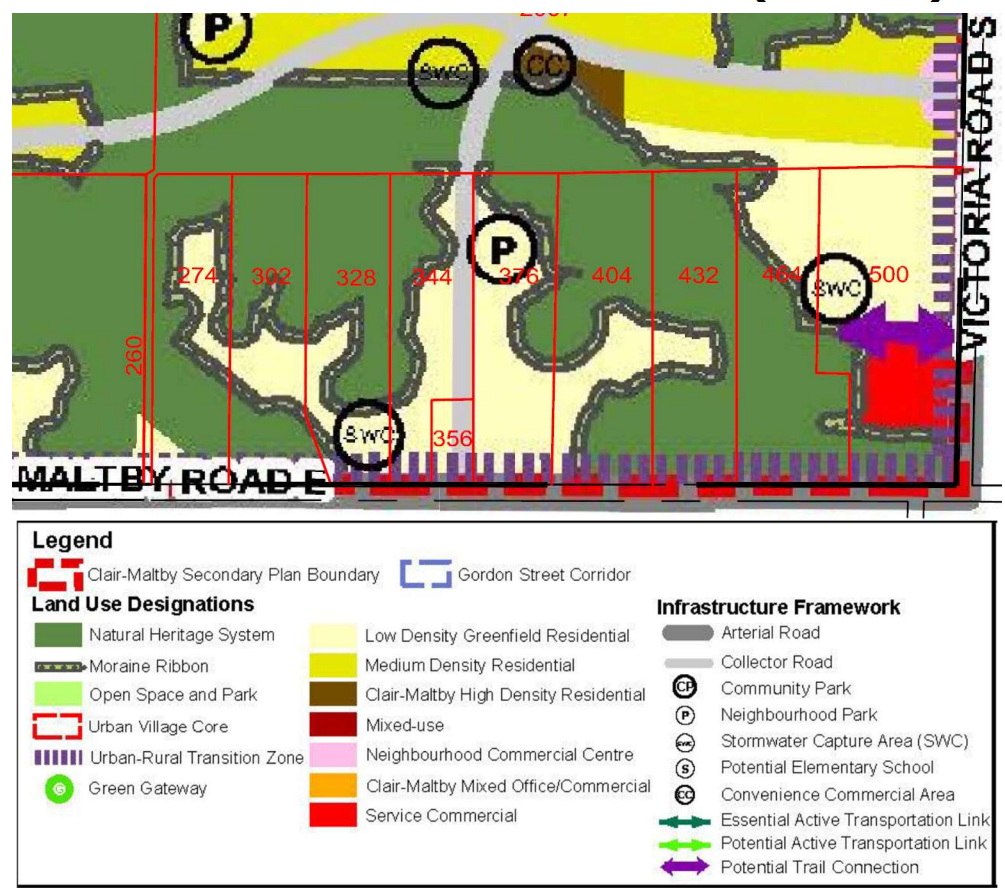 P
SWC
CC
VICTORIA ROAD S
P
274
302
328
344
376
404
432
464
500
SWC
260
SWC
356
MALTBY ROAD E
Legend
Clair-Maltby Secondary Plan Boundary
Gordon Street Corridor
Land Use Designations
Natural Heritage System
Moraine Ribbon
Open Space and Park
Urban Village Core
Urban-Rural Transition Zone
G
Green Gateway
Low Density Greenfield Residential
Medium Density Residential
Clair-Maltby High Density Residential
Mixed-use
Neighbourhood Commercial Centre
Clair-Maltby Mixed Office/Commercial
Service Commercial
Infrastructure Framework
Arterial Road
Collector Road
CP Community Park
P Neighbourhood Park
SWC Stormwater Capture Area (SWC)
S Potential Elementary School
CC Convenience Commercial Area
Essential Active Transportation Link
Potential Active Transportation Link
Potential Trail Connection